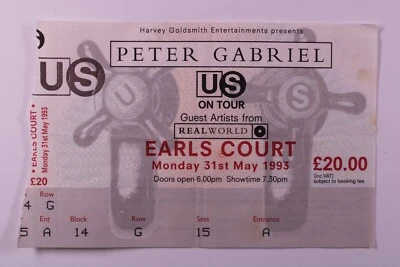 Harvey Goldsmith Entertainments presents
PETER GABRIEL
US
US
ON TOUR
Guest Artists from
REALWORLD
EARLS COURT
Monday 31st May 1993
£20.00
(inc VAT)
subject to booking fee
Doors open 6.00pm Showtime 7.30pm
U
S
EARLS COURT
Monday 31st May 1993
£20
4 G
Ent Block Row Seat Entrance
5 A 14 G 15 A